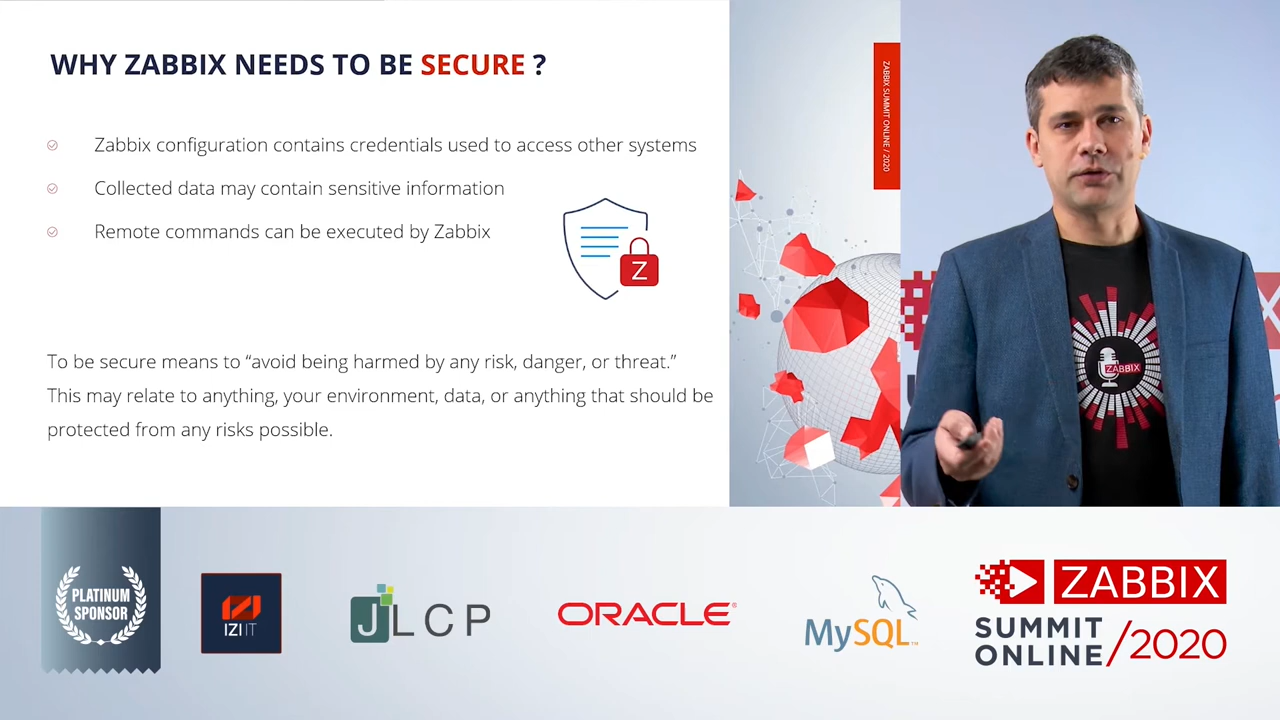 WHY ZABBIX NEEDS TO BE SECURE ?
Zabbix configuration contains credentials used to access other systems
Collected data may contain sensitive information
Remote commands can be executed by Zabbix
Z
To be secure means to “avoid being harmed by any risk, danger, or threat.”
This may relate to anything, your environment, data, or anything that should be
protected from any risks possible.
ZABBIX SUMMIT ONLINE / 2020
ZABBIX
PLATINUM
SPONSOR
IZI IT
JLCP
ORACLE®
MySQL™
ZABBIX
SUMMIT
ONLINE/2020